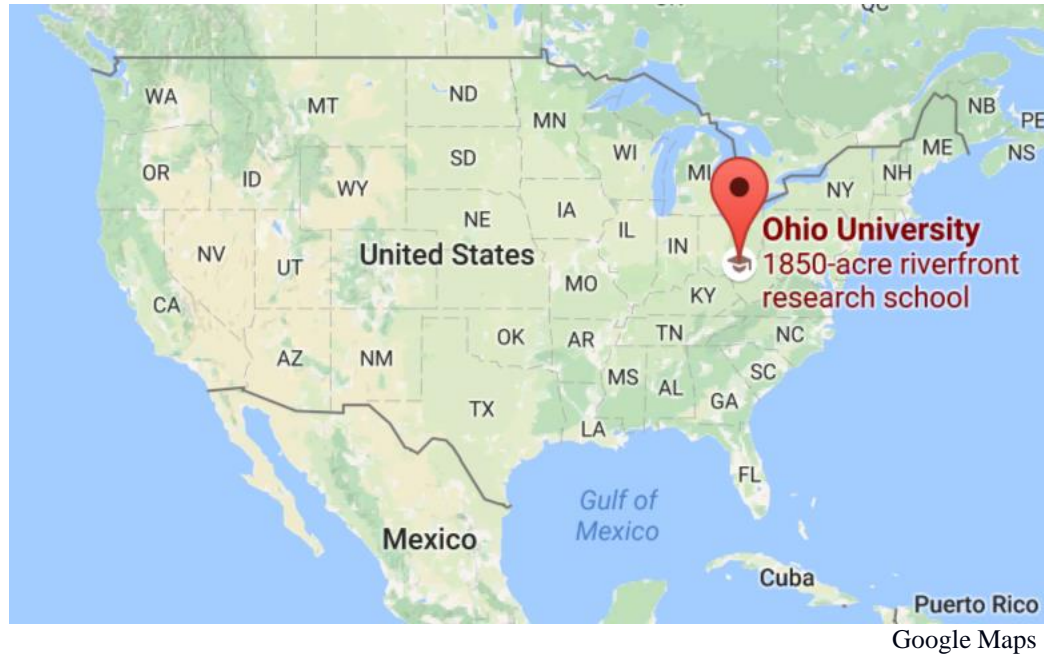 QC
WA
MT
ND
MN
NB
PE
OR
ID
WY
SD
WI
MI
NY
NH
ME
NS
NV
UT
NE
IA
IL
IN
Ohio University
1850-acre riverfront
research school
United States
CA
MO
KY
AZ
NM
OK
AR
TN
NC
TX
MS
AL
SC
GA
LA
FL
Gulf of
Mexico
Mexico
Cuba
Puerto Rico
Google Maps